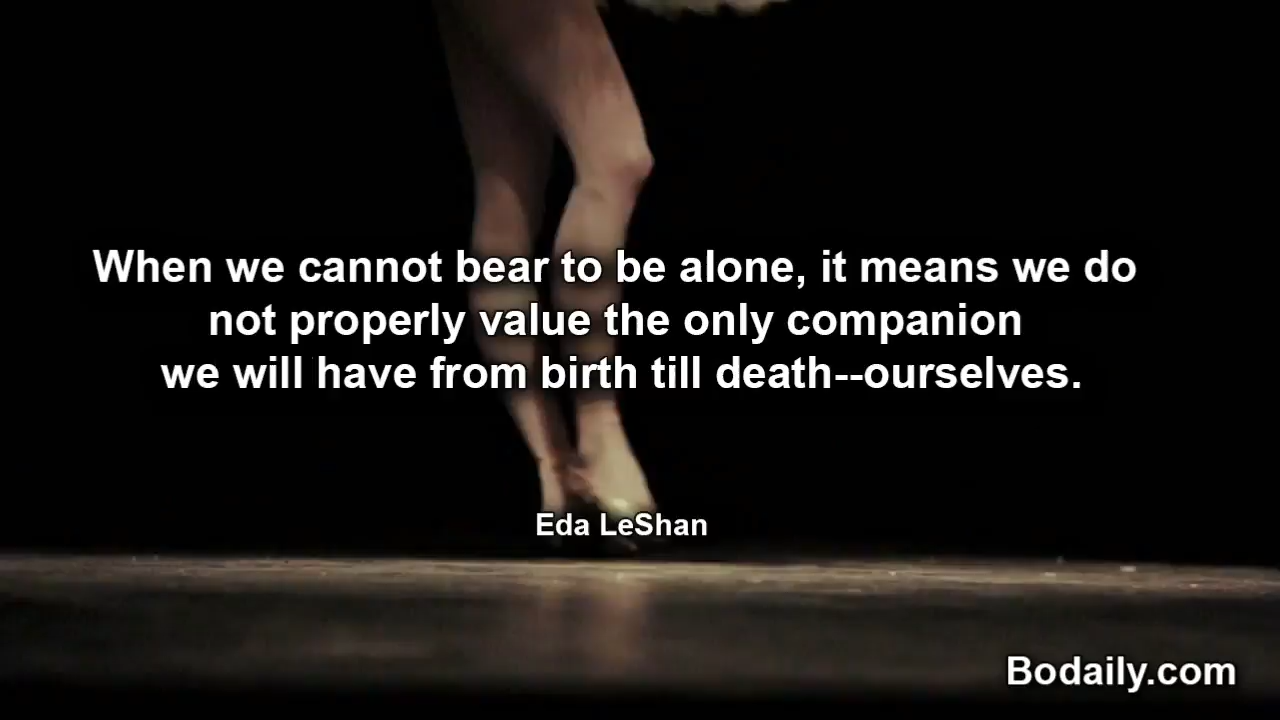 When we cannot bear to be alone, it means we do
not properly value the only companion
we will have from birth till death--ourselves.
Eda LeShan
Bodaily.com